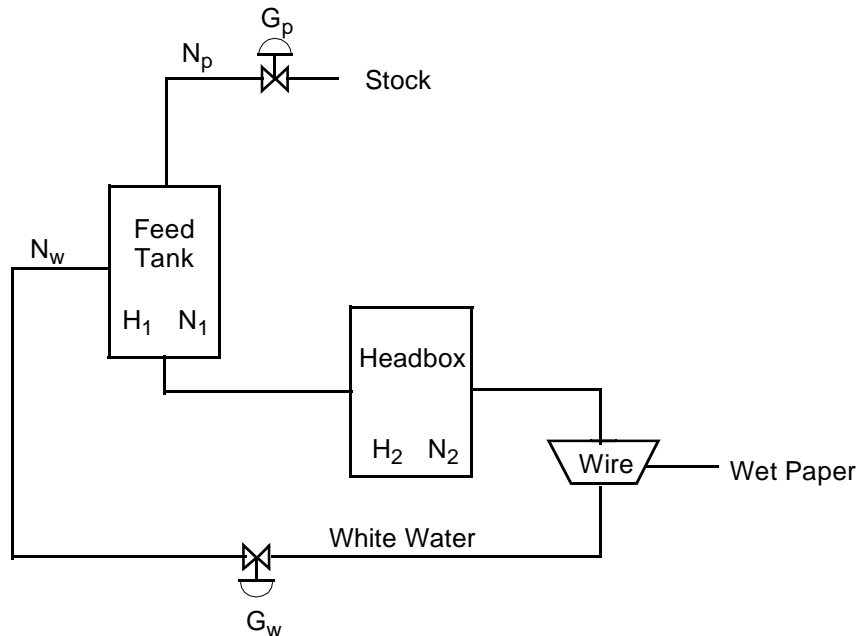 Gp
Np
Stock
Feed
Tank
Nw
H1 N1
Headbox
H2 N2
Wire
Wet Paper
White Water
Gw